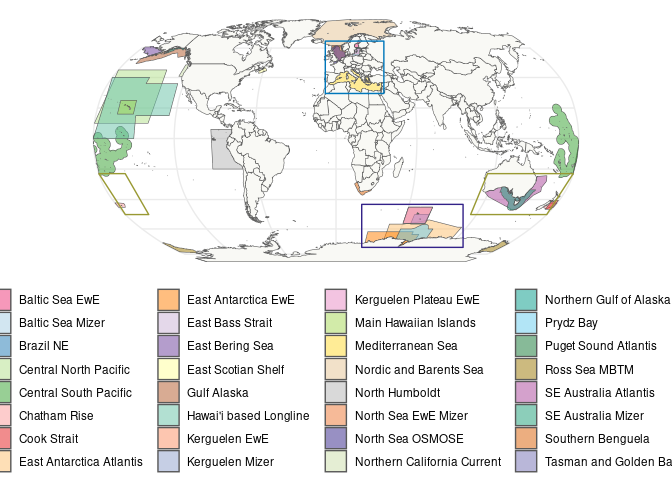 Baltic Sea EwE
Baltic Sea Mizer
Brazil NE
Central North Pacific
Central South Pacific
Chatham Rise
Cook Strait
East Antarctica Atlantis
East Antarctica EwE
East Bass Strait
East Bering Sea
East Scotian Shelf
Gulf Alaska
Hawai'i based Longline
Kerguelen EwE
Kerguelen Mizer
Kerguelen Plateau EwE
Main Hawaiian Islands
Mediterranean Sea
Nordic and Barents Sea
North Humboldt
North Sea EwE Mizer
North Sea OSMOSE
Northern California Current
Northern Gulf of Alaska
Prydz Bay
Puget Sound Atlantis
Ross Sea MBTM
SE Australia Atlantis
SE Australia Mizer
Southern Benguela
Tasman and Golden Ba